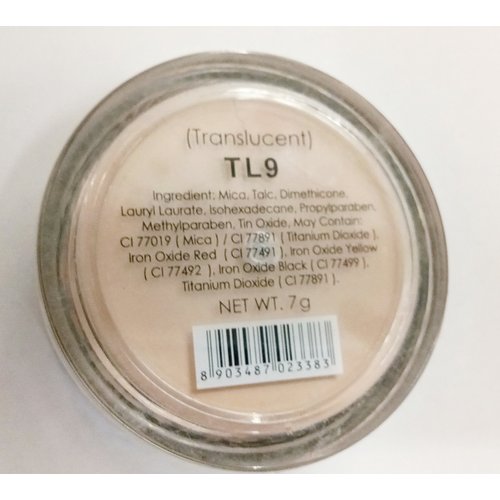 (Translucent)
TL9
Ingredient: Mica, Talc, Dimethicone,
Lauryl Laurate, Isohexadecane, Propylparaben,
Methylparaben, Tin Oxide, May Contain:
CI 77019 ( Mica ) / CI 77891 ( Titanium Dioxide ),
Iron Oxide Red ( CI 77491 ), Iron Oxide Yellow
( CI 77492 ), Iron Oxide Black ( CI 77499 ),
Titanium Dioxide ( CI 77891 ).
NET WT. 7g
8 903487 023383